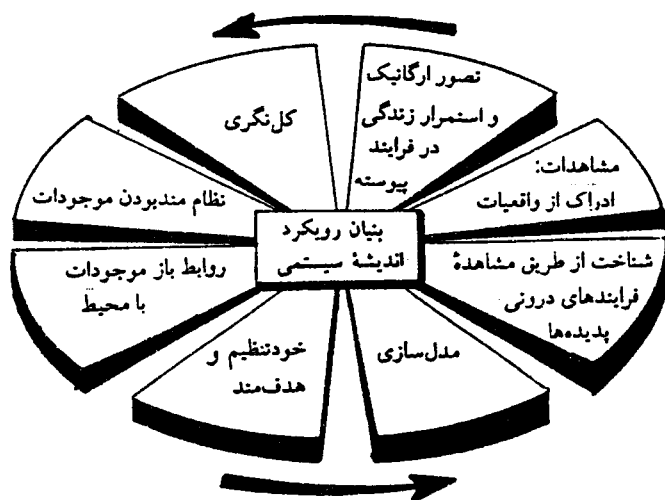 تصور ارگانیک
و استمرار زندگی
در فرایند
پیوسته
کل‌نگری
نظام مندبودن موجودات
روابط باز موجودات
با محیط
خودتنظیم و
هدف‌مند
مدل‌سازی
شناخت از طریق مشاهدهٔ
فرایندهای درونی
پدیده‌ها
مشاهدات:
ادراک از واقعیات
بنیان رویکرد
اندیشهٔ سیستمی